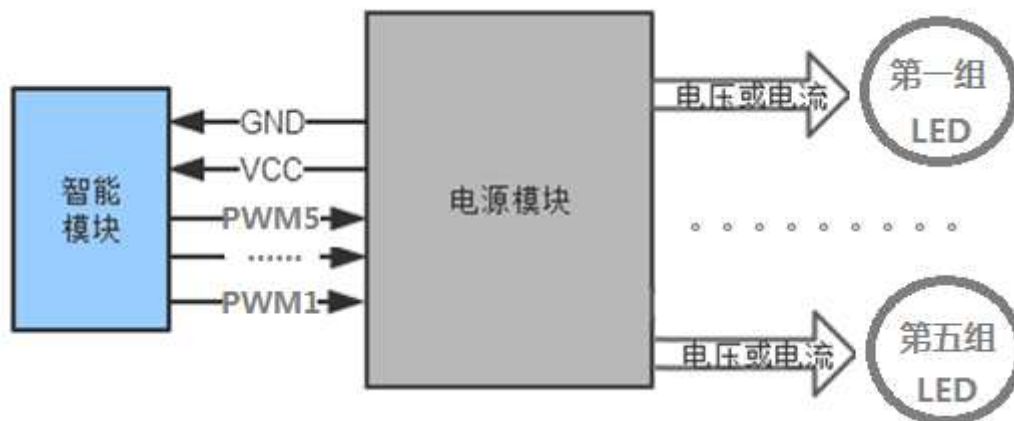 智能
模块
GND
VCC
PWM5
......
PWM1
电源模块
电压或电流
第一组
LED
电压或电流
第五组
LED